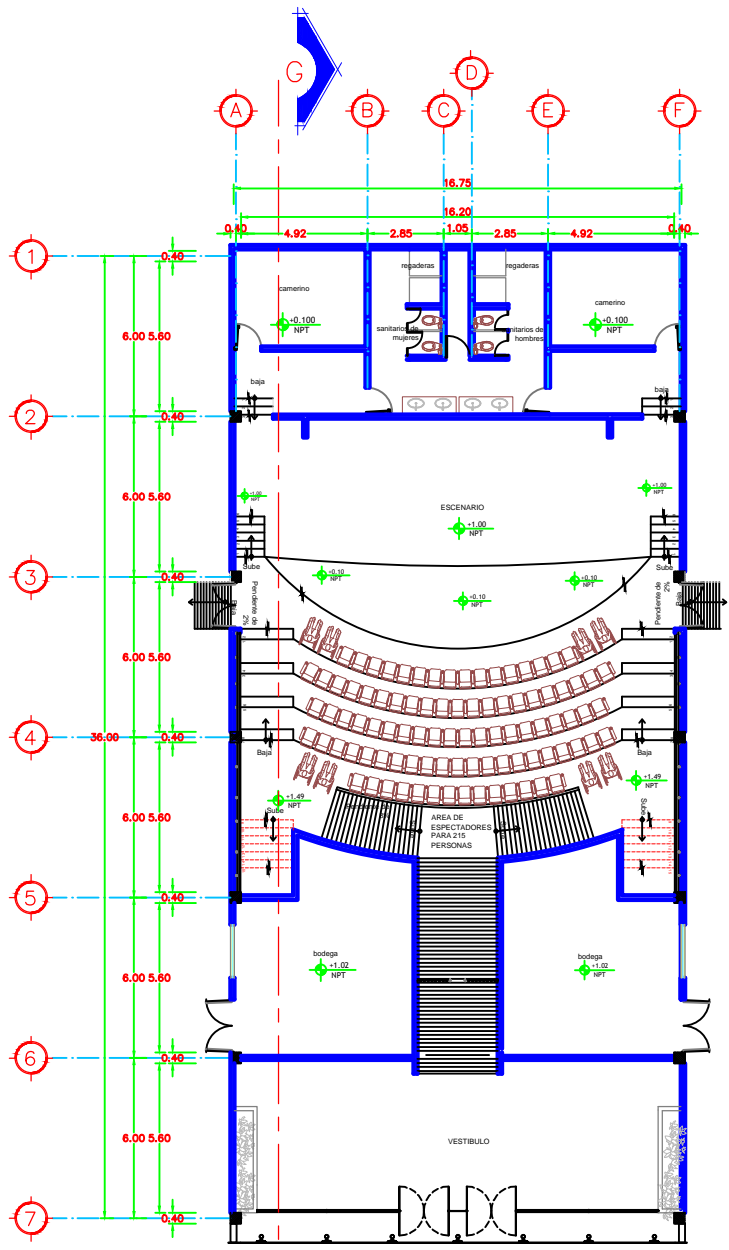 G
D
A
B
C
E
F
16.75
16.20
0.40
4.92
2.85
1.05
2.85
4.92
0.40
1
0.40
regaderas
regaderas
camerino
camerino
+0.100
NPT
+0.100
NPT
sanitarios de
mujeres
sanitarios de
hombres
6.00 5.60
baja
baja
2
0.40
+1.00
NPT
+1.00
NPT
6.00 5.60
ESCENARIO
+1.00
NPT
Sube
Sube
3
0.40
+0.10
NPT
+0.10
NPT
+0.10
NPT
Pendiente de
2%
Baja
Pendiente de
2%
Baja
6.00 5.60
36.00
4
0.40
Baja
Baja
+1.49
NPT
+1.49
NPT
Sube
Sube
6.00 5.60
AREA DE
ESPECTADORES
PARA 215
PERSONAS
5
0.40
bodega
+1.02
NPT
bodega
+1.02
NPT
6.00 5.60
6
0.40
6.00 5.60
VESTIBULO
7
0.40